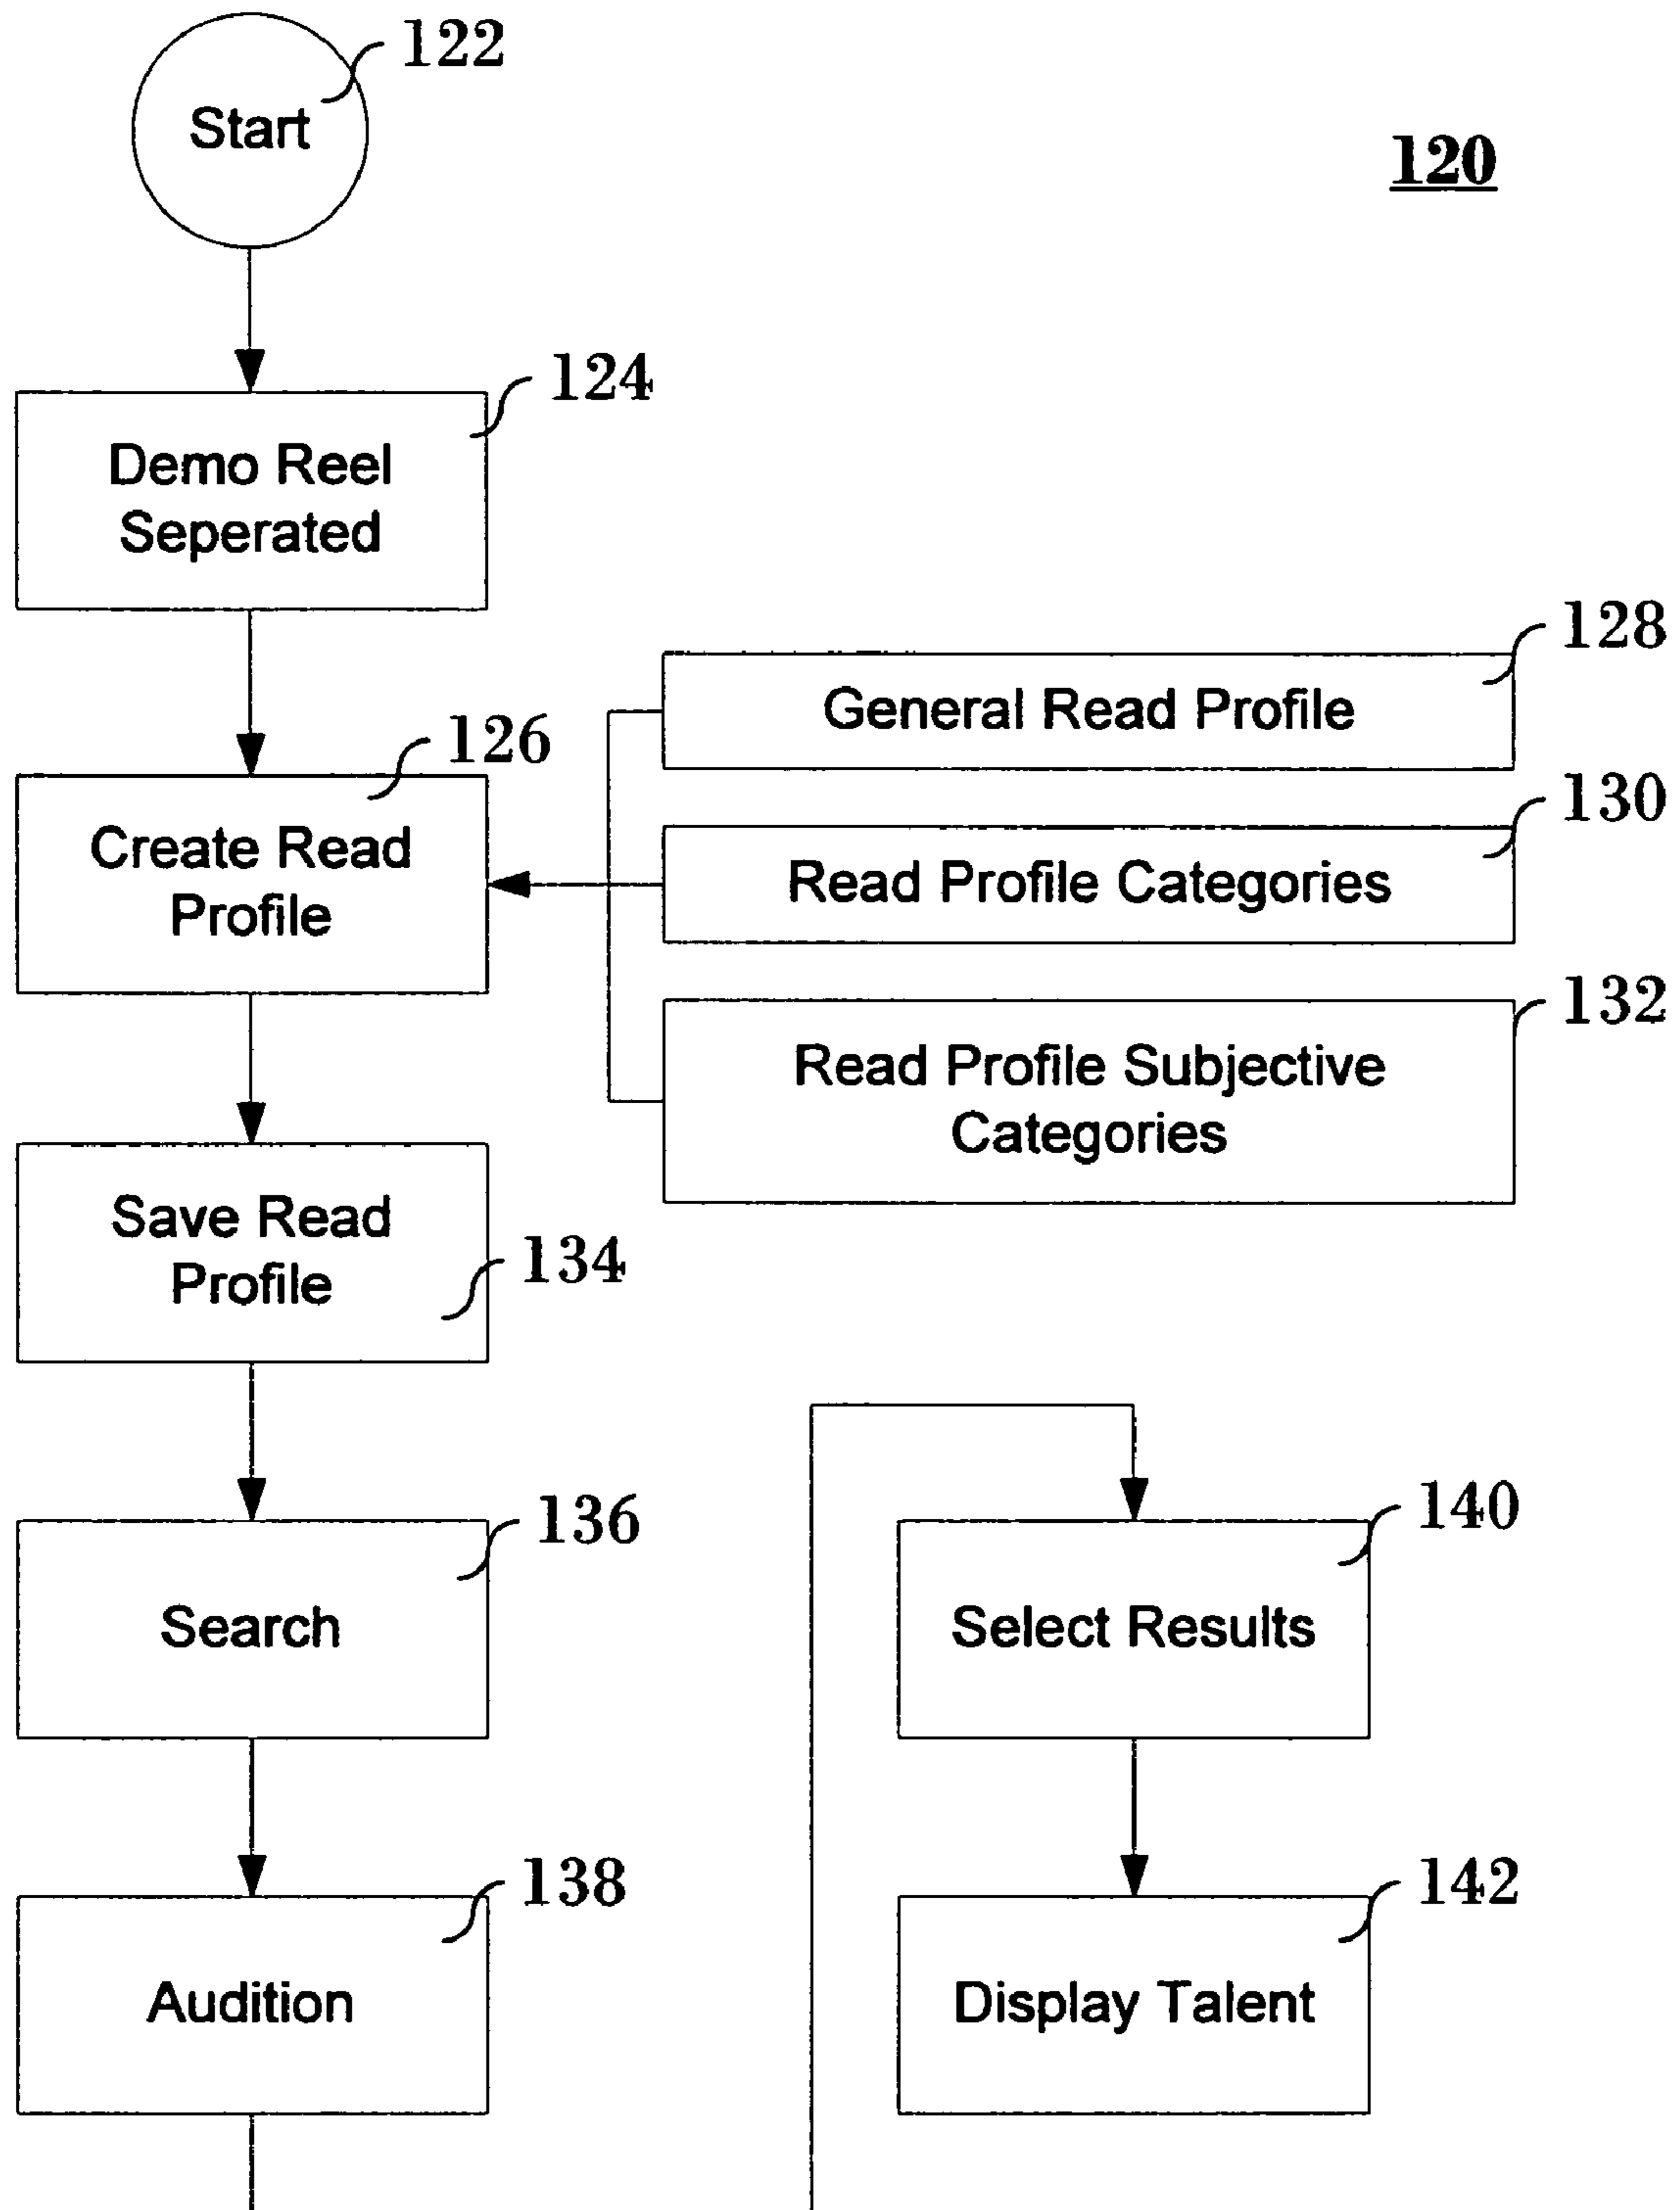 122
Start
120
124
Demo Reel
Seperated
128
General Read Profile
126
Create Read
Profile
130
Read Profile Categories
132
Read Profile Subjective
Categories
Save Read
Profile
134
136
Search
140
Select Results
138
Audition
142
Display Talent